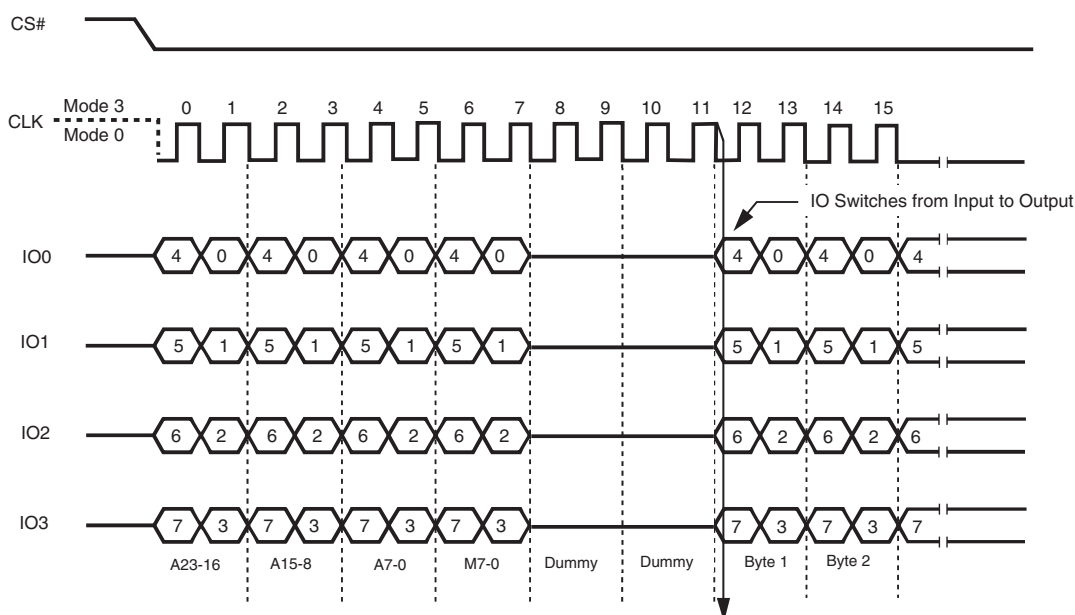 CS#
Mode 3
CLK
Mode 0
0 1 2 3 4 5 6 7 8 9 10 11 12 13 14 15
IO Switches from Input to Output
IO0
4 0 4 0 4 0 4 0 4 0 4 0 4
IO1
5 1 5 1 5 1 5 1 5 1 5 1 5
IO2
6 2 6 2 6 2 6 2 6 2 6 2 6
IO3
7 3 7 3 7 3 7 3 7 3 7 3 7
A23-16 A15-8 A7-0 M7-0 Dummy Dummy Byte 1 Byte 2